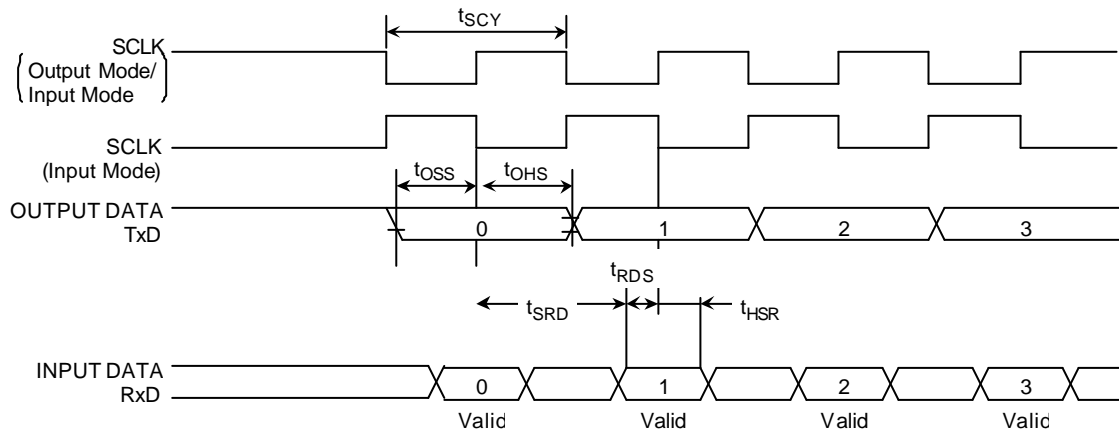 tSCY
SCLK
(Output Mode/
Input Mode)
SCLK
(Input Mode)
tOSS
tOHS
OUTPUT DATA
TxD
0
1
2
3
tRDS
tSRD
tHSR
INPUT DATA
RxD
0
1
2
3
Valid
Valid
Valid
Valid